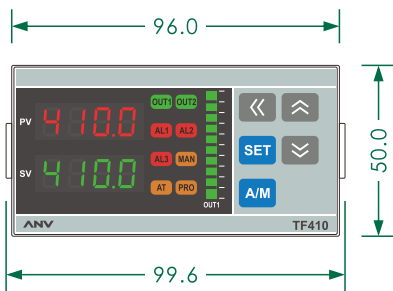 96.0
PV 410.0 OUT1 OUT2
AL1 AL2
SET
SV 410.0 AL3 MAN
AT PRO
A/M
OUT1
ANV TF410
50.0
99.6